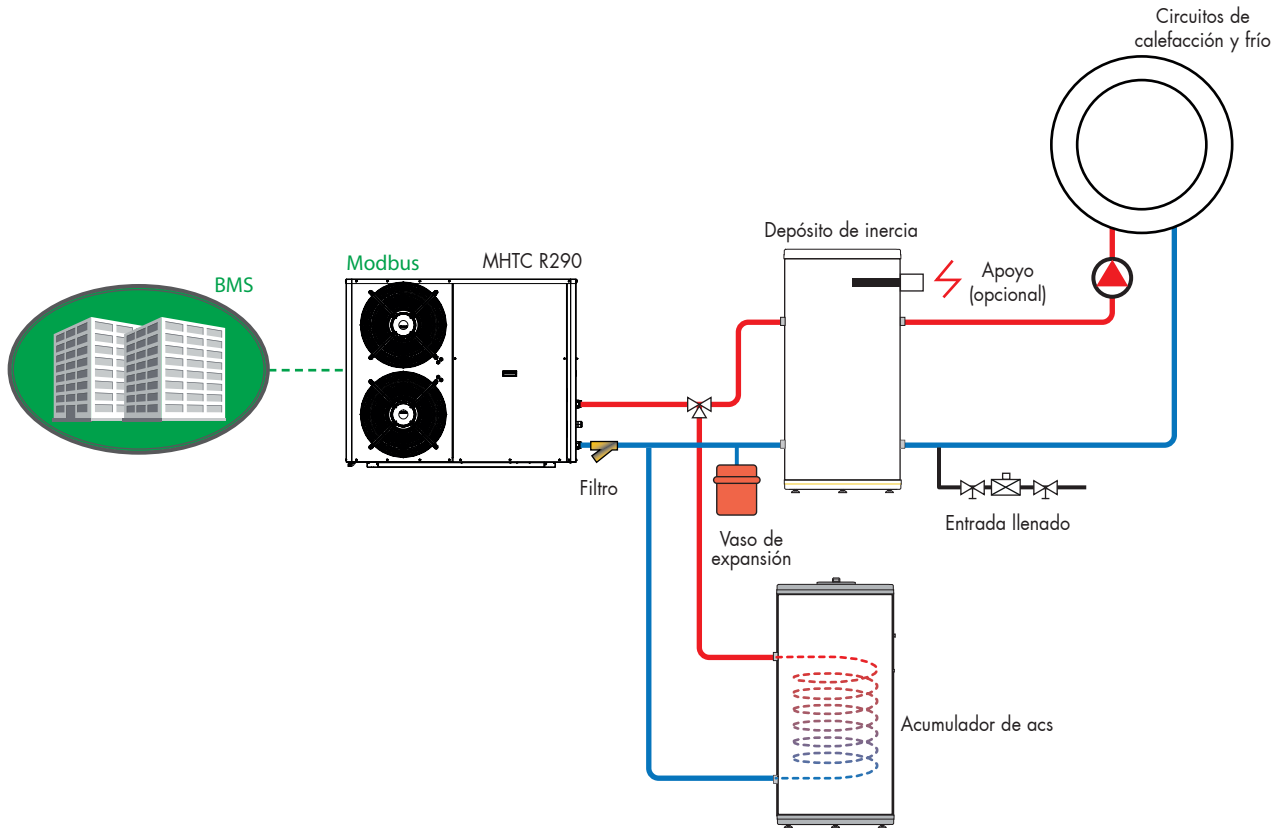 Circuitos de
calefacción y frío
Depósito de inercia
Modbus
MHTC R290
BMS
Apoyo
(opcional)
Filtro
Vaso de
expansión
Entrada llenado
Acumulador de acs